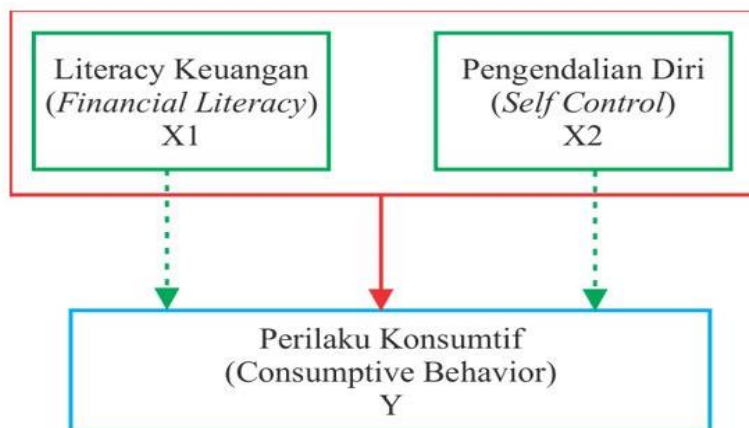 Literacy Keuangan
(Financial Literacy)
X1
Pengendalian Diri
(Self Control)
X2
Perilaku Konsumtif
(Consumptive Behavior)
Y